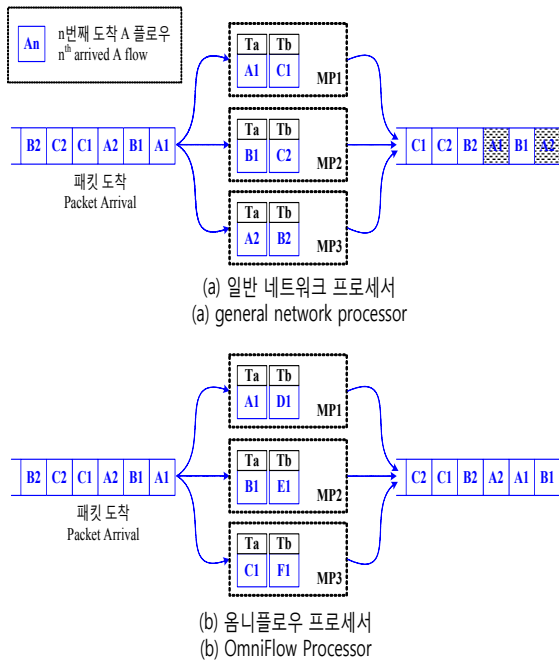 An
n번째 도착 A 플로우
nth arrived A flow
Ta Tb
A1 C1
MP1
B2 C2 C1 A2 B1 A1
패킷 도착
Packet Arrival
Ta Tb
B1 C2
MP2
C1 C2 B2 A1 B1 A2
Ta Tb
A2 B2
MP3
(a) 일반 네트워크 프로세서
(a) general network processor
Ta Tb
A1 D1
MP1
B2 C2 C1 A2 B1 A1
패킷 도착
Packet Arrival
Ta Tb
B1 E1
MP2
C2 C1 B2 A2 A1 B1
Ta Tb
C1 F1
MP3
(b) 옴니플로우 프로세서
(b) OmniFlow Processor